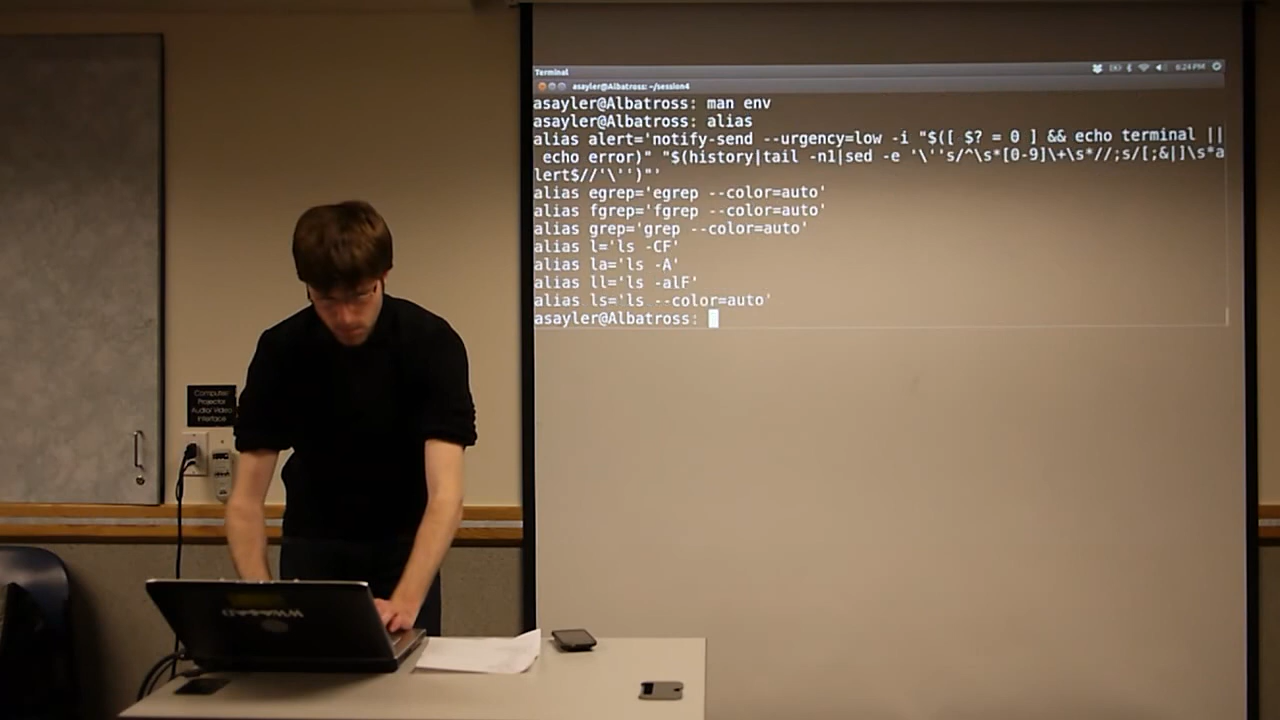 Terminal
6:24 PM
asayler@Albatross: ~/session4
asayler@Albatross: man env
asayler@Albatross: alias
alias alert='notify-send --urgency=low -i "$([ $? = 0 ] && echo terminal ||
echo error)" "$(history|tail -n1|sed -e '\''s/^\s*[0-9]\+\s*//;s/[;&|]\s*a
lert$//'\'')"'
alias egrep='egrep --color=auto'
alias fgrep='fgrep --color=auto'
alias grep='grep --color=auto'
alias l='ls -CF'
alias la='ls -A'
alias ll='ls -alF'
alias ls='ls --color=auto'
asayler@Albatross:
Computer
Projector
Audio/Video
Interface